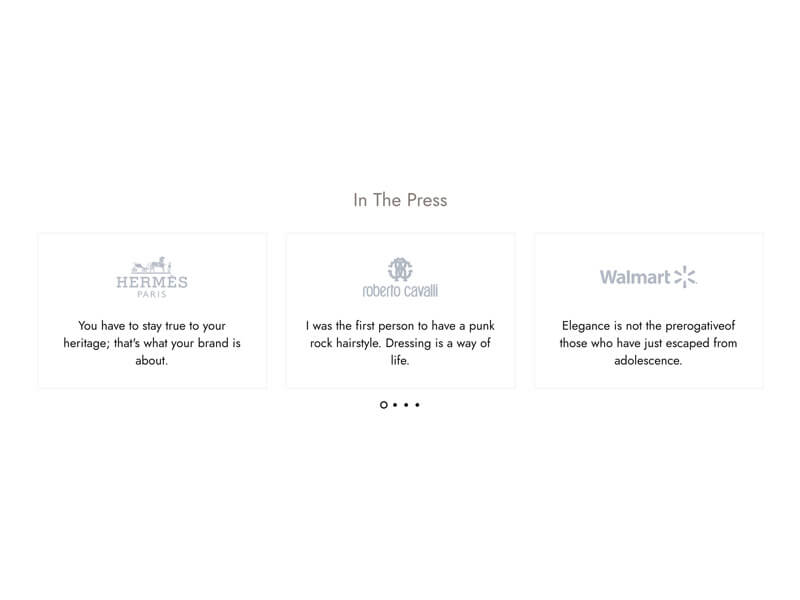 In The Press
HERMÈS
PARIS
You have to stay true to your
heritage; that's what your brand is
about.
roberto cavalli
I was the first person to have a punk
rock hairstyle. Dressing is a way of
life.
Walmart
Elegance is not the prerogativeof
those who have just escaped from
adolescence.